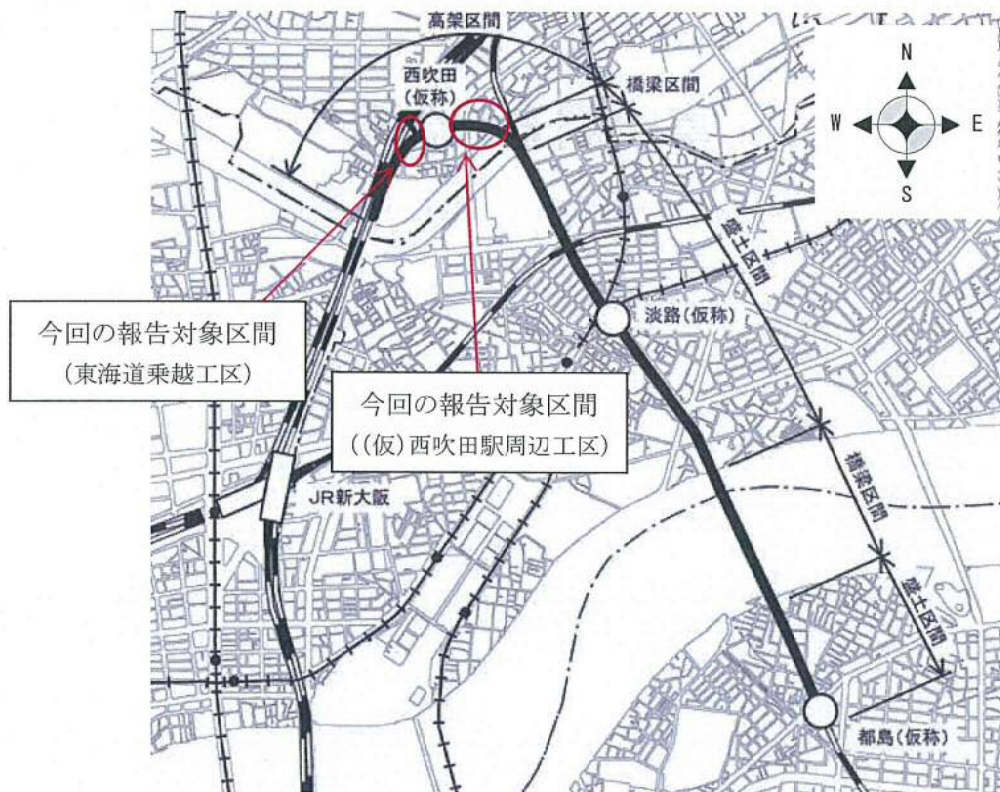 高架区間
西吹田
(仮称)
橋梁区間
N
W
E
S
盛土区間
今回の報告対象区間
(東海道乗越工区)
淡路(仮称)
今回の報告対象区間
((仮)西吹田駅周辺工区)
JR新大阪
橋梁区間
盛土区間
都島(仮称)